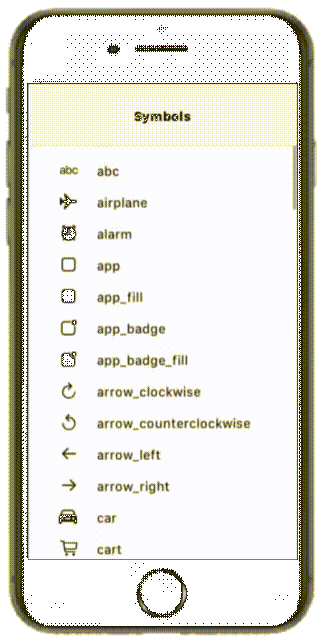 Symbols
abc abc
airplane
alarm
app
app_fill
app_badge
app_badge_fill
arrow_clockwise
arrow_counterclockwise
arrow_left
arrow_right
car
cart